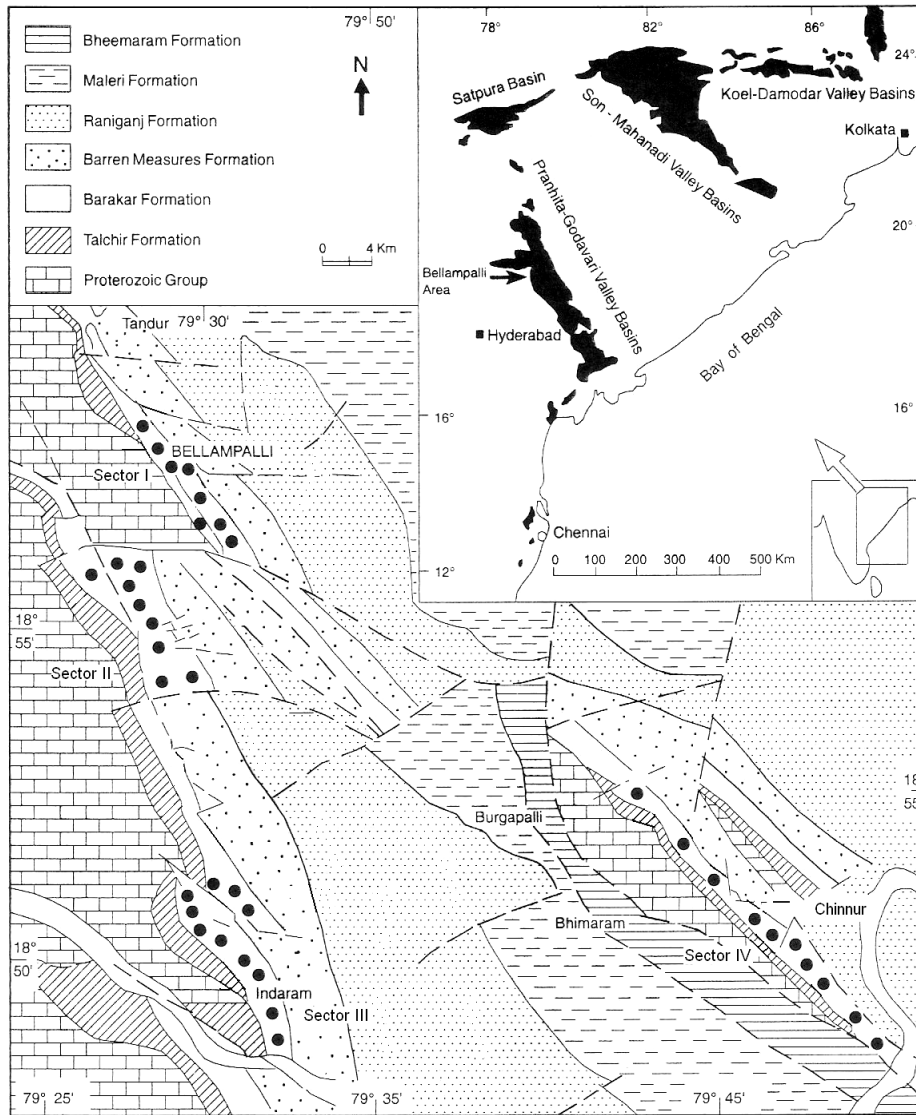 Bheemaram Formation
Maleri Formation
Raniganj Formation
Barren Measures Formation
Barakar Formation
Talchir Formation
Proterozoic Group
N
0 4 Km
79° 50'
78°
82°
86°
24°
Satpura Basin
Son - Mahanadi Valley Basins
Koel-Damodar Valley Basins
Kolkata
Pranhita-Godavari Valley Basins
20°
Bellampalli
Area
Hyderabad
Bay of Bengal
16°
16°
Chennai
12°
0 100 200 300 400 500 Km
Tandur
79° 30'
BELLAMPALLI
Sector I
18°
55'
Sector II
18°
55'
Burgapalli
Chinnur
Bhimaram
Sector IV
18°
50'
Indaram
Sector III
79° 25'
79° 35'
79° 45'